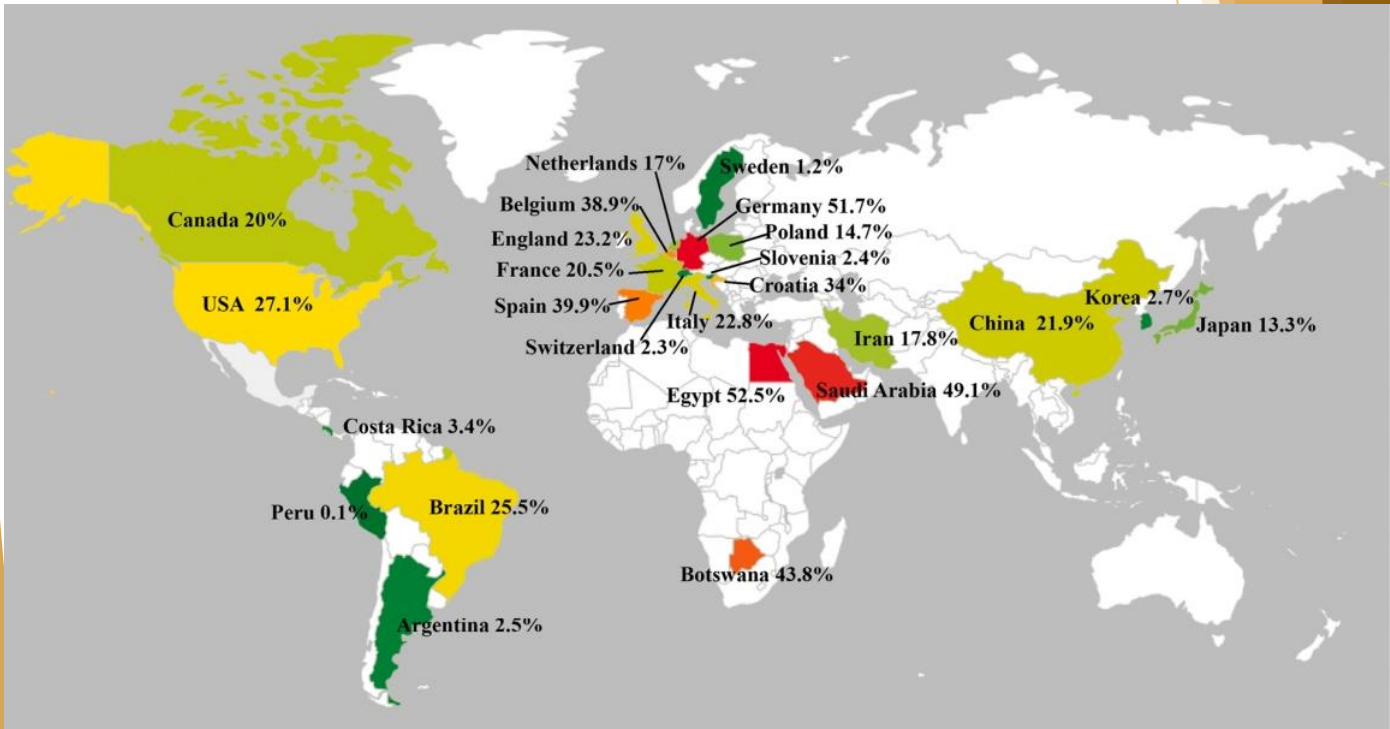 Netherlands 17%
Sweden 1.2%
Belgium 38.9%
Germany 51.7%
Canada 20%
England 23.2%
Poland 14.7%
Slovenia 2.4%
France 20.5%
Croatia 34%
USA 27.1%
Spain 39.9%
Korea 2.7%
Italy 22.8%
China 21.9%
Japan 13.3%
Switzerland 2.3%
Iran 17.8%
Egypt 52.5%
Saudi Arabia 49.1%
Costa Rica 3.4%
Peru 0.1%
Brazil 25.5%
Botswana 43.8%
Argentina 2.5%